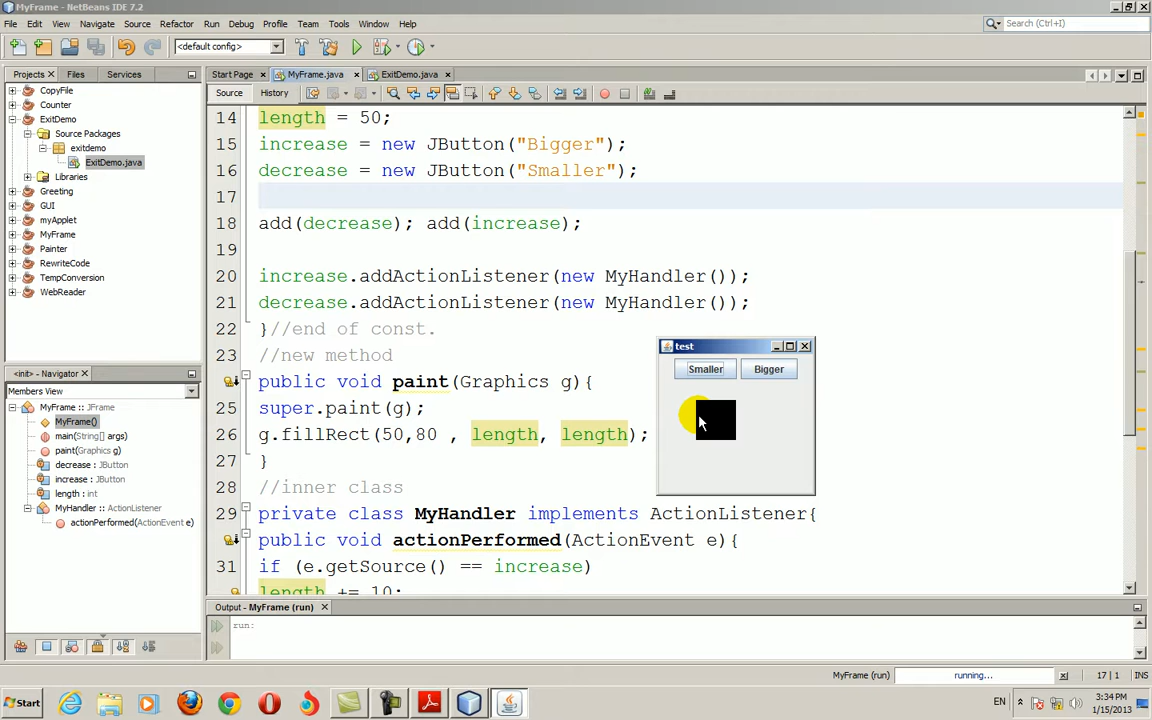 MyFrame - NetBeans IDE 7.2
File Edit View Navigate Source Refactor Run Debug Profile Team Tools Window Help
Search (Ctrl+I)
<default config>
Projects Files Services
Start Page MyFrame.java ExitDemo.java
Source History
CopyFile
Counter
ExitDemo
Source Packages
exitdemo
ExitDemo.java
Libraries
Greeting
GUI
myApplet
MyFrame
Painter
RewriteCode
TempConversion
WebReader
<init> - Navigator
Members View
MyFrame :: JFrame
MyFrame()
main(String[] args)
paint(Graphics g)
decrease : JButton
increase : JButton
length : int
MyHandler :: ActionListener
actionPerformed(ActionEvent e)
14 length = 50;
15 increase = new JButton("Bigger");
16 decrease = new JButton("Smaller");
17
18 add(decrease); add(increase);
19
20 increase.addActionListener(new MyHandler());
21 decrease.addActionListener(new MyHandler());
22 }//end of const.
23 //new method
24 public void paint(Graphics g){
25 super.paint(g);
26 g.fillRect(50,80 , length, length);
27 }
28 //inner class
29 private class MyHandler implements ActionListener{
30 public void actionPerformed(ActionEvent e){
31 if (e.getSource() == increase)
length += 10;
test
Smaller Bigger
Output - MyFrame (run)
run:
MyFrame (run) running... 17 | 1 INS
Start
EN
3:34 PM
1/15/2013